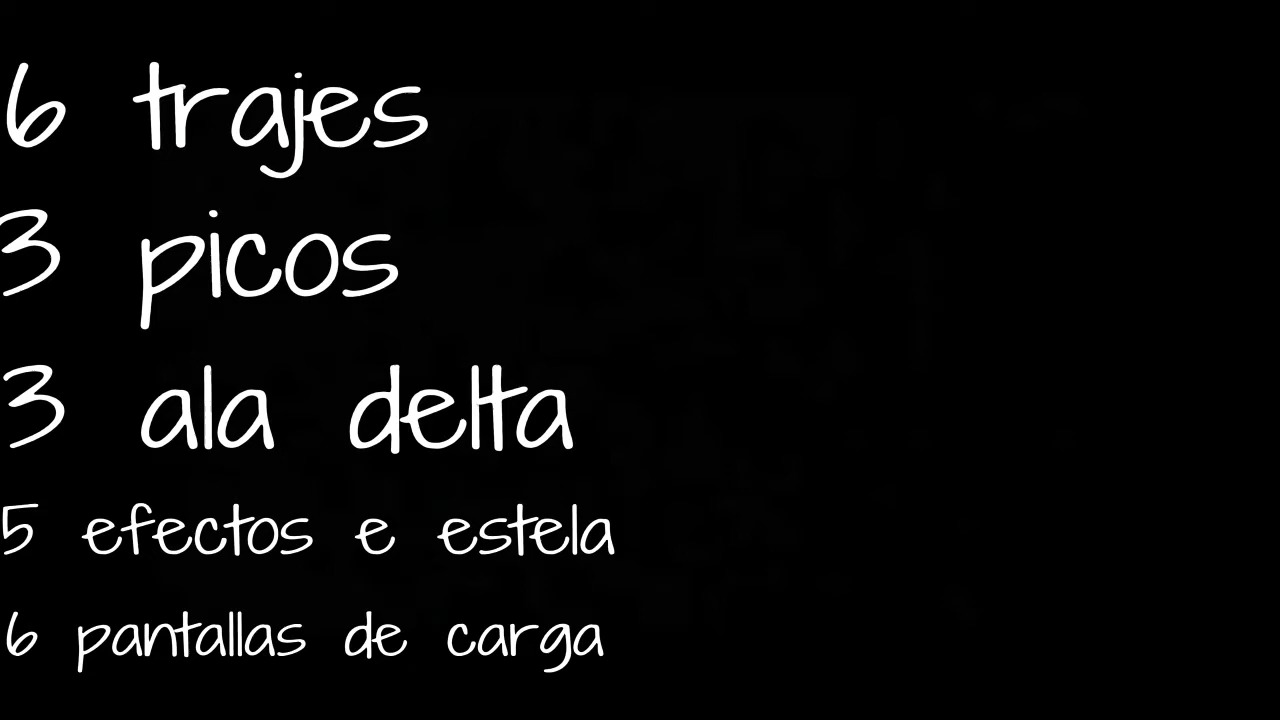 6 trajes
3 picos
3 ala delta
5 efectos e estela
6 pantallas de carga